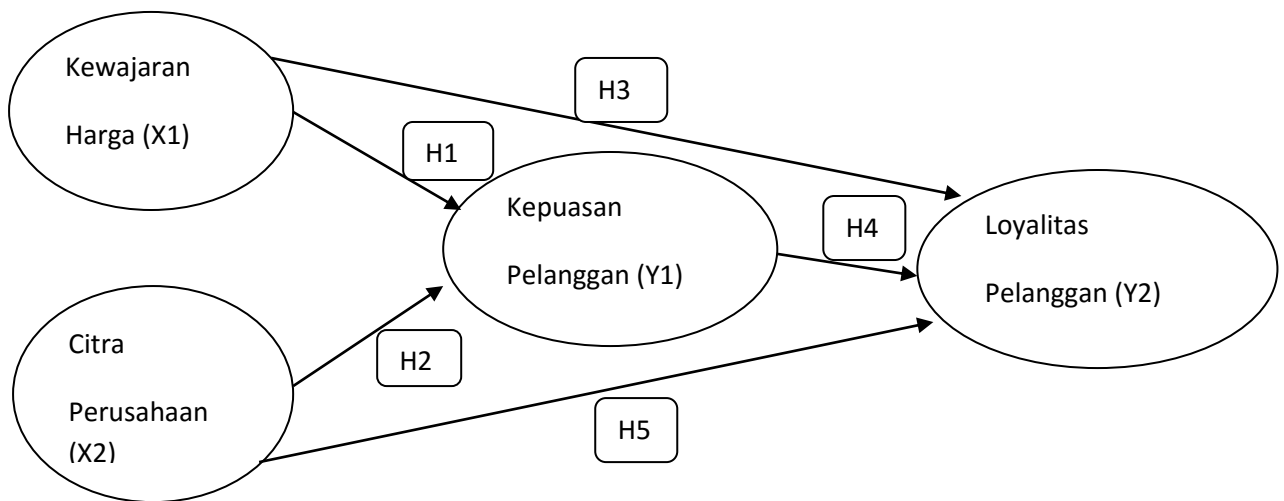 Kewajaran
Harga (X1)
H3
H1
Kepuasan
Pelanggan (Y1)
H4
Loyalitas
Pelanggan (Y2)
Citra
Perusahaan
(X2)
H2
H5